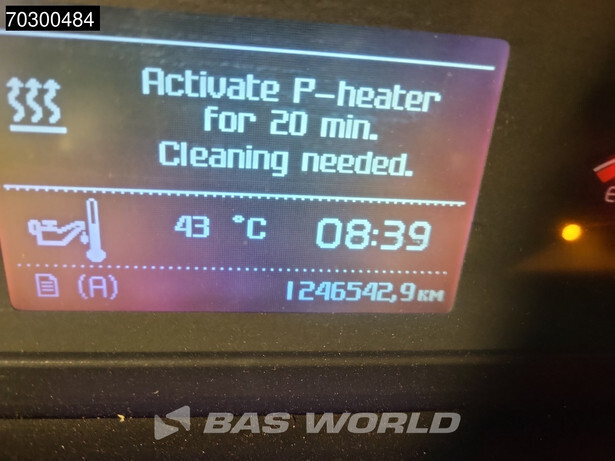 70300484
Activate P-heater
for 20 min.
Cleaning needed.
43 °C 08:39
(A) 1246542,9 KM
BAS WORLD